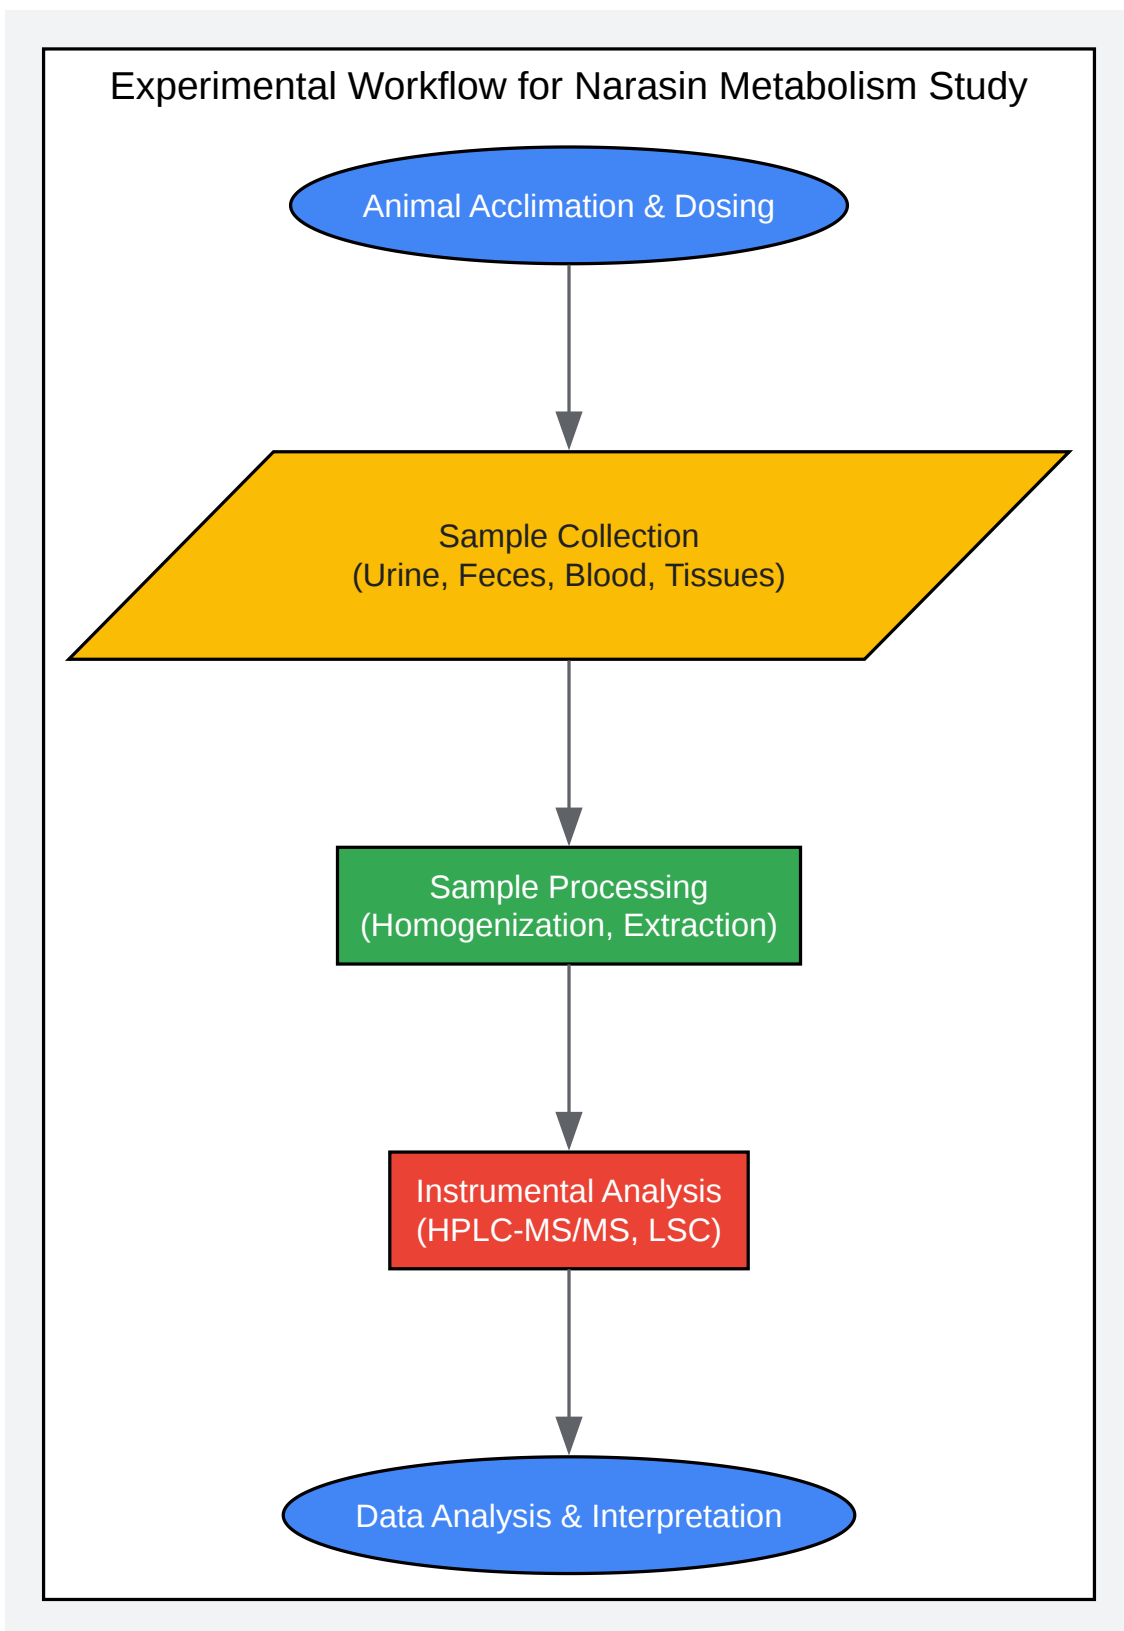 Experimental Workflow for Narasin Metabolism Study
Animal Acclimation & Dosing
Sample Collection
(Urine, Feces, Blood, Tissues)
Sample Processing
(Homogenization, Extraction)
Instrumental Analysis
(HPLC-MS/MS, LSC)
Data Analysis & Interpretation